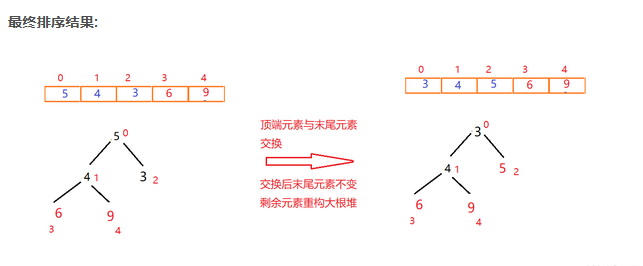 最终排序结果:
0 1 2 3 4
5 4 3 6 9
5 0
4 1 3 2
6 9
3 4
顶端元素与末尾元素
交换
交换后末尾元素不变
剩余元素重构大根堆
0 1 2 3 4
3 4 5 6 9
3 0
4 1 5 2
6 9
3 4